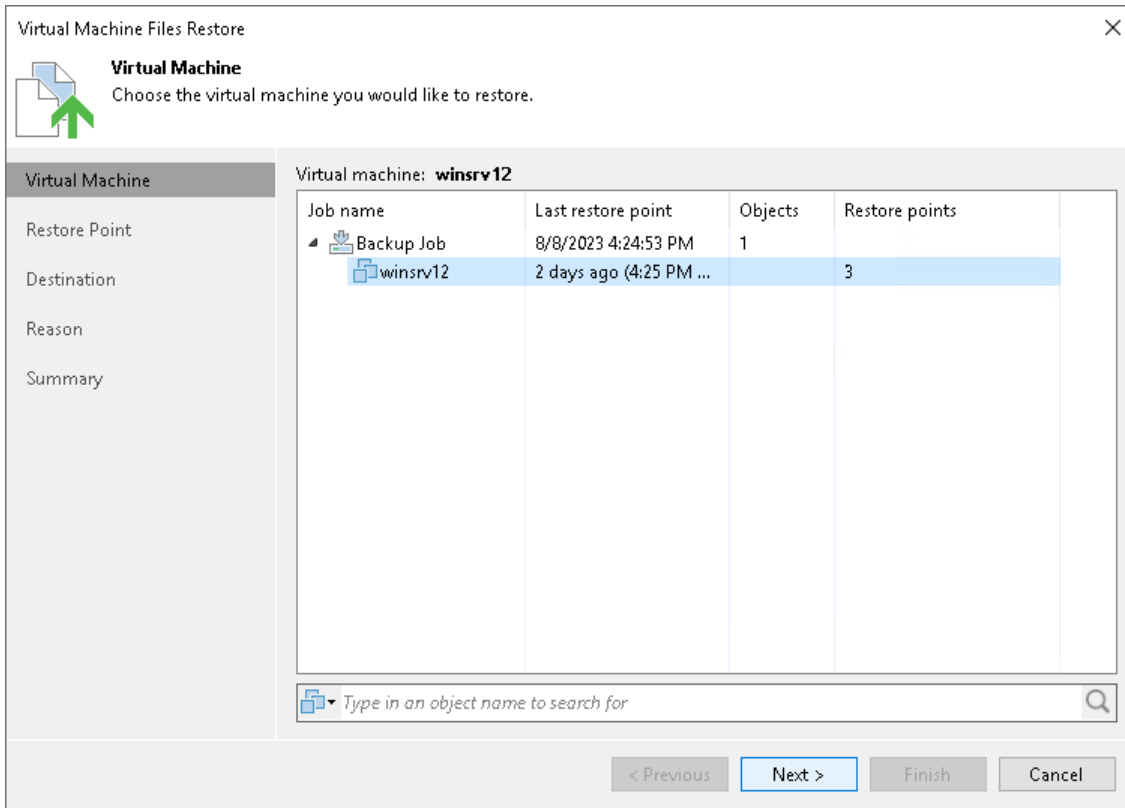 Virtual Machine Files Restore
Virtual Machine
Choose the virtual machine you would like to restore.
Virtual Machine
Restore Point
Destination
Reason
Summary
Virtual machine: winsrv12
Job name Last restore point Objects Restore points
Backup Job 8/8/2023 4:24:53 PM 1
winsrv12 2 days ago (4:25 PM ... 3
Type in an object name to search for
< Previous Next > Finish Cancel